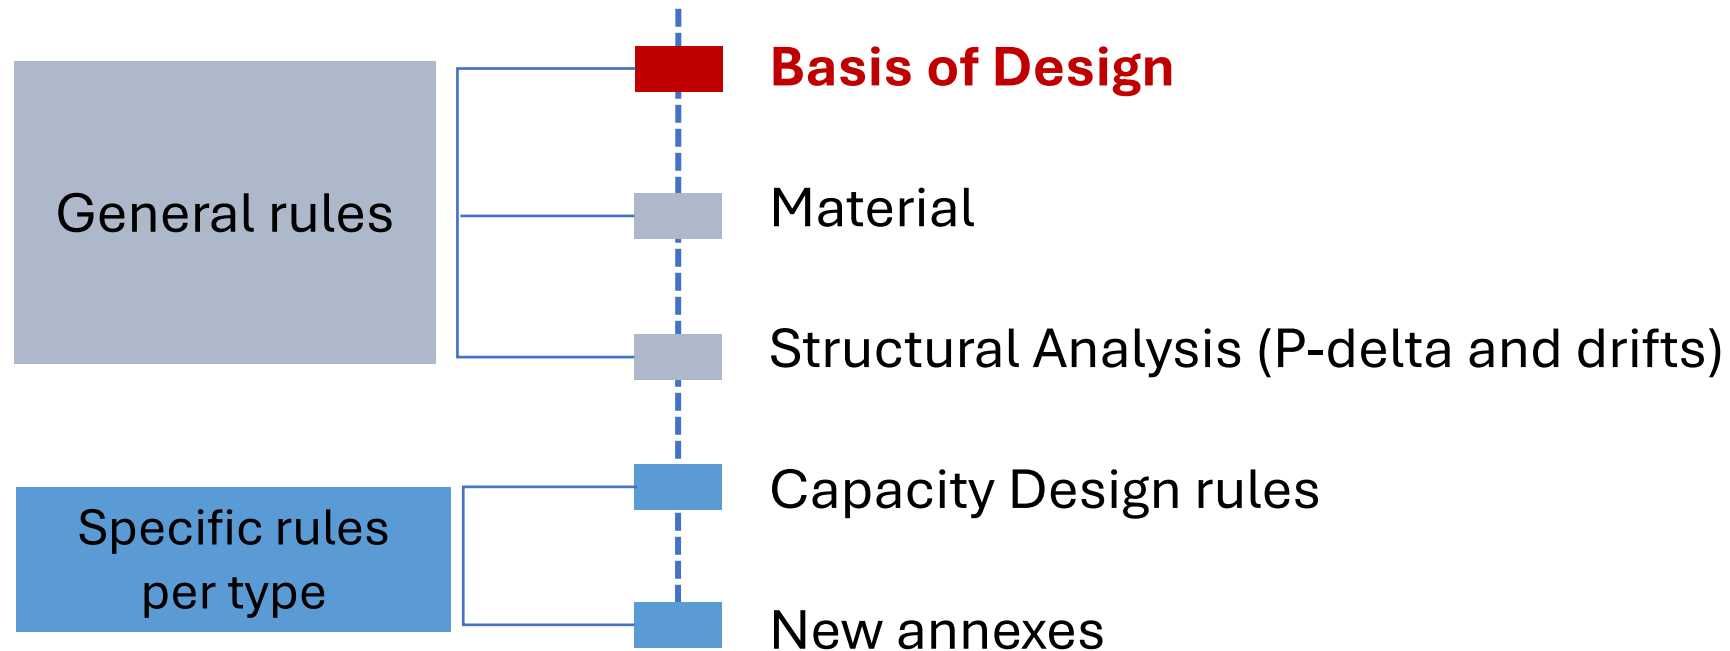 General rules
Basis of Design
Material
Structural Analysis (P-delta and drifts)
Specific rules
per type
Capacity Design rules
New annexes